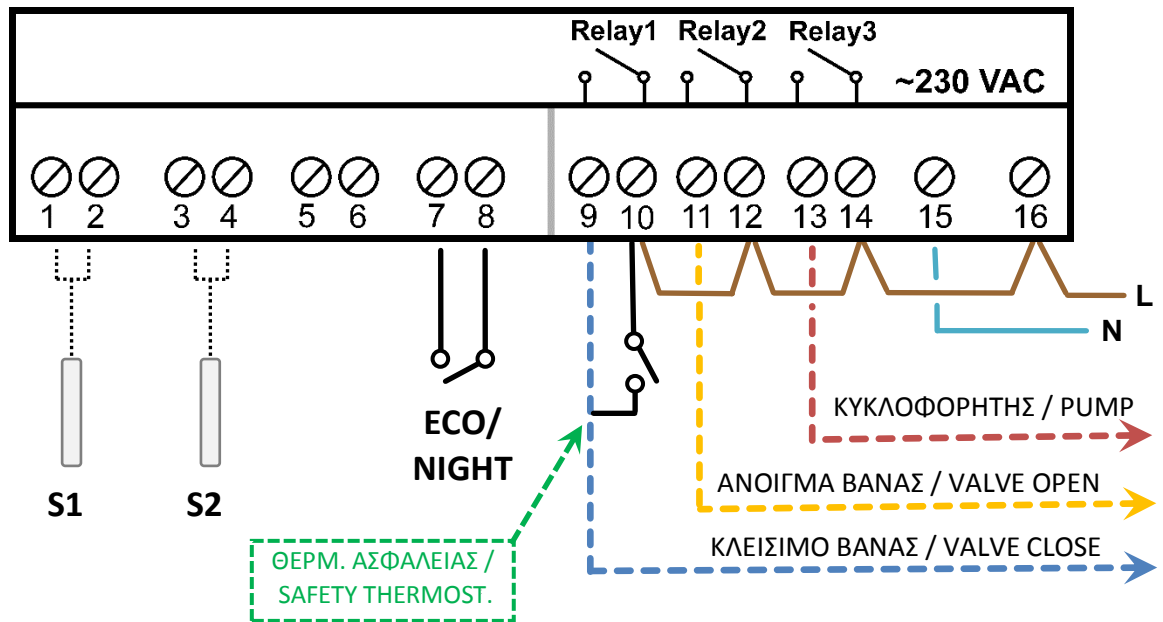 Relay1 Relay2 Relay3
~230 VAC
1 2 3 4 5 6 7 8 9 10 11 12 13 14 15 16
L
N
ECO/
NIGHT
S1
S2
ΚΥΚΛΟΦΟΡΗΤΗΣ / PUMP
ΑΝΟΙΓΜΑ ΒΑΝΑΣ / VALVE OPEN
ΚΛΕΙΣΙΜΟ ΒΑΝΑΣ / VALVE CLOSE
ΘΕΡΜ. ΑΣΦΑΛΕΙΑΣ /
SAFETY THERMOST.